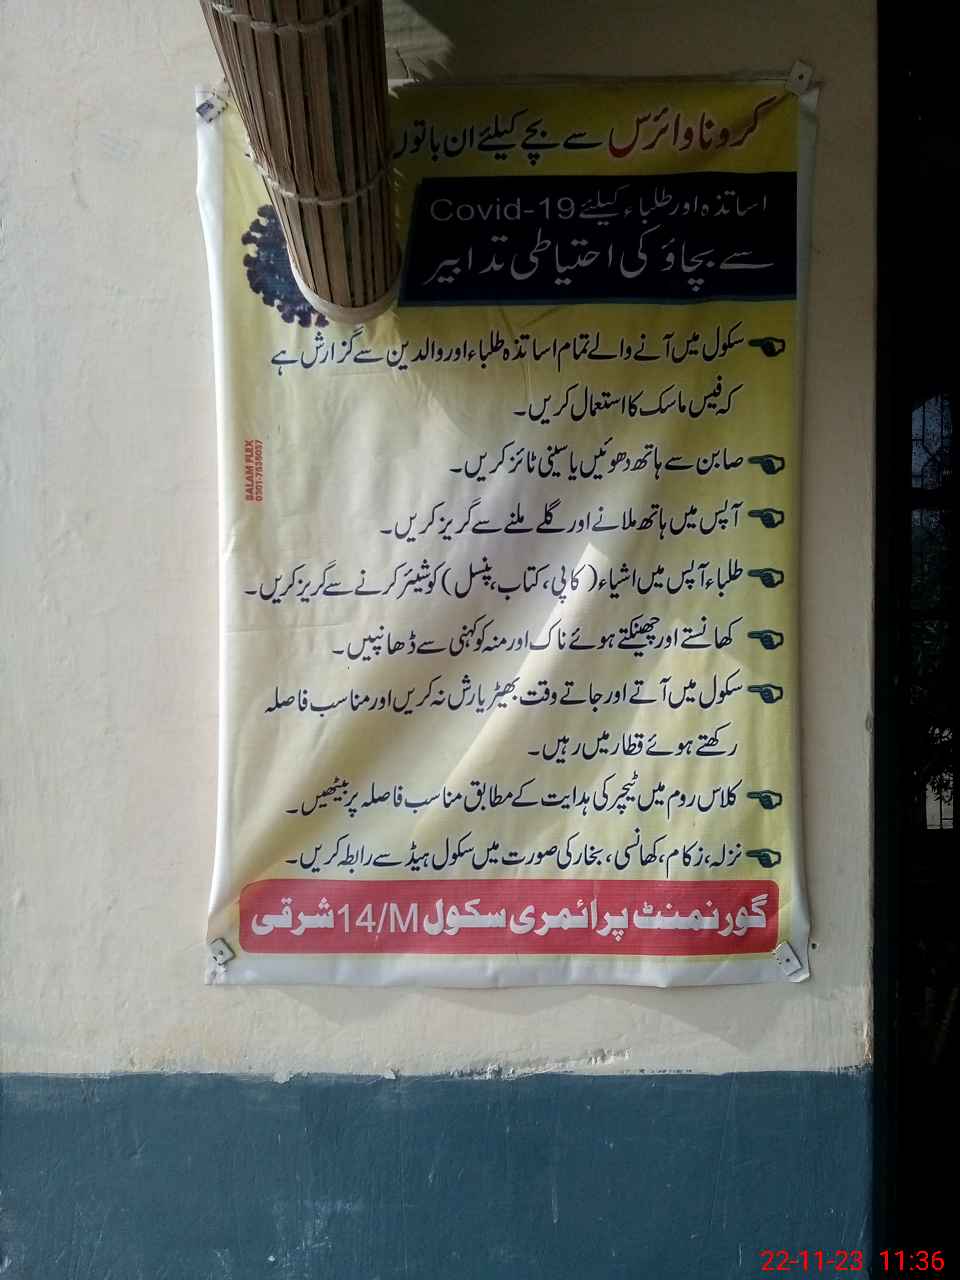 کرونا وائرس سے بچے کیلئے ان باتوں
اساتذہ اور طلباء کیلئے Covid-19
سے بچاؤ کی احتیاطی تدابیر
سکول میں آنے والے تمام اساتذہ طلباء اور والدین سے گزارش ہے
کہ فیس ماسک کا استعمال کریں۔
صابن سے ہاتھ دھوئیں یا سینی ٹائز کریں۔
آپس میں ہاتھ ملانے اور گلے ملنے سے گریز کریں۔
طلباء آپس میں اشیاء (کاپی، کتاب، پنسل) کو شیئر کرنے سے گریز کریں۔
کھانستے اور چھینکتے ہوئے ناک اور منہ کو کہنی سے ڈھانپیں۔
سکول میں آتے اور جاتے وقت بھیڑ یا رش نہ کریں اور مناسب فاصلہ
رکھتے ہوئے قطار میں رہیں۔
کلاس روم میں ٹیچر کی ہدایت کے مطابق مناسب فاصلہ پر بیٹھیں۔
نزلہ، زکام، کھانسی، بخار کی صورت میں سکول ہیڈ سے رابطہ کریں۔
گورنمنٹ پرائمری سکول 14/M شرقی
FLEX
22-11-23 11:36